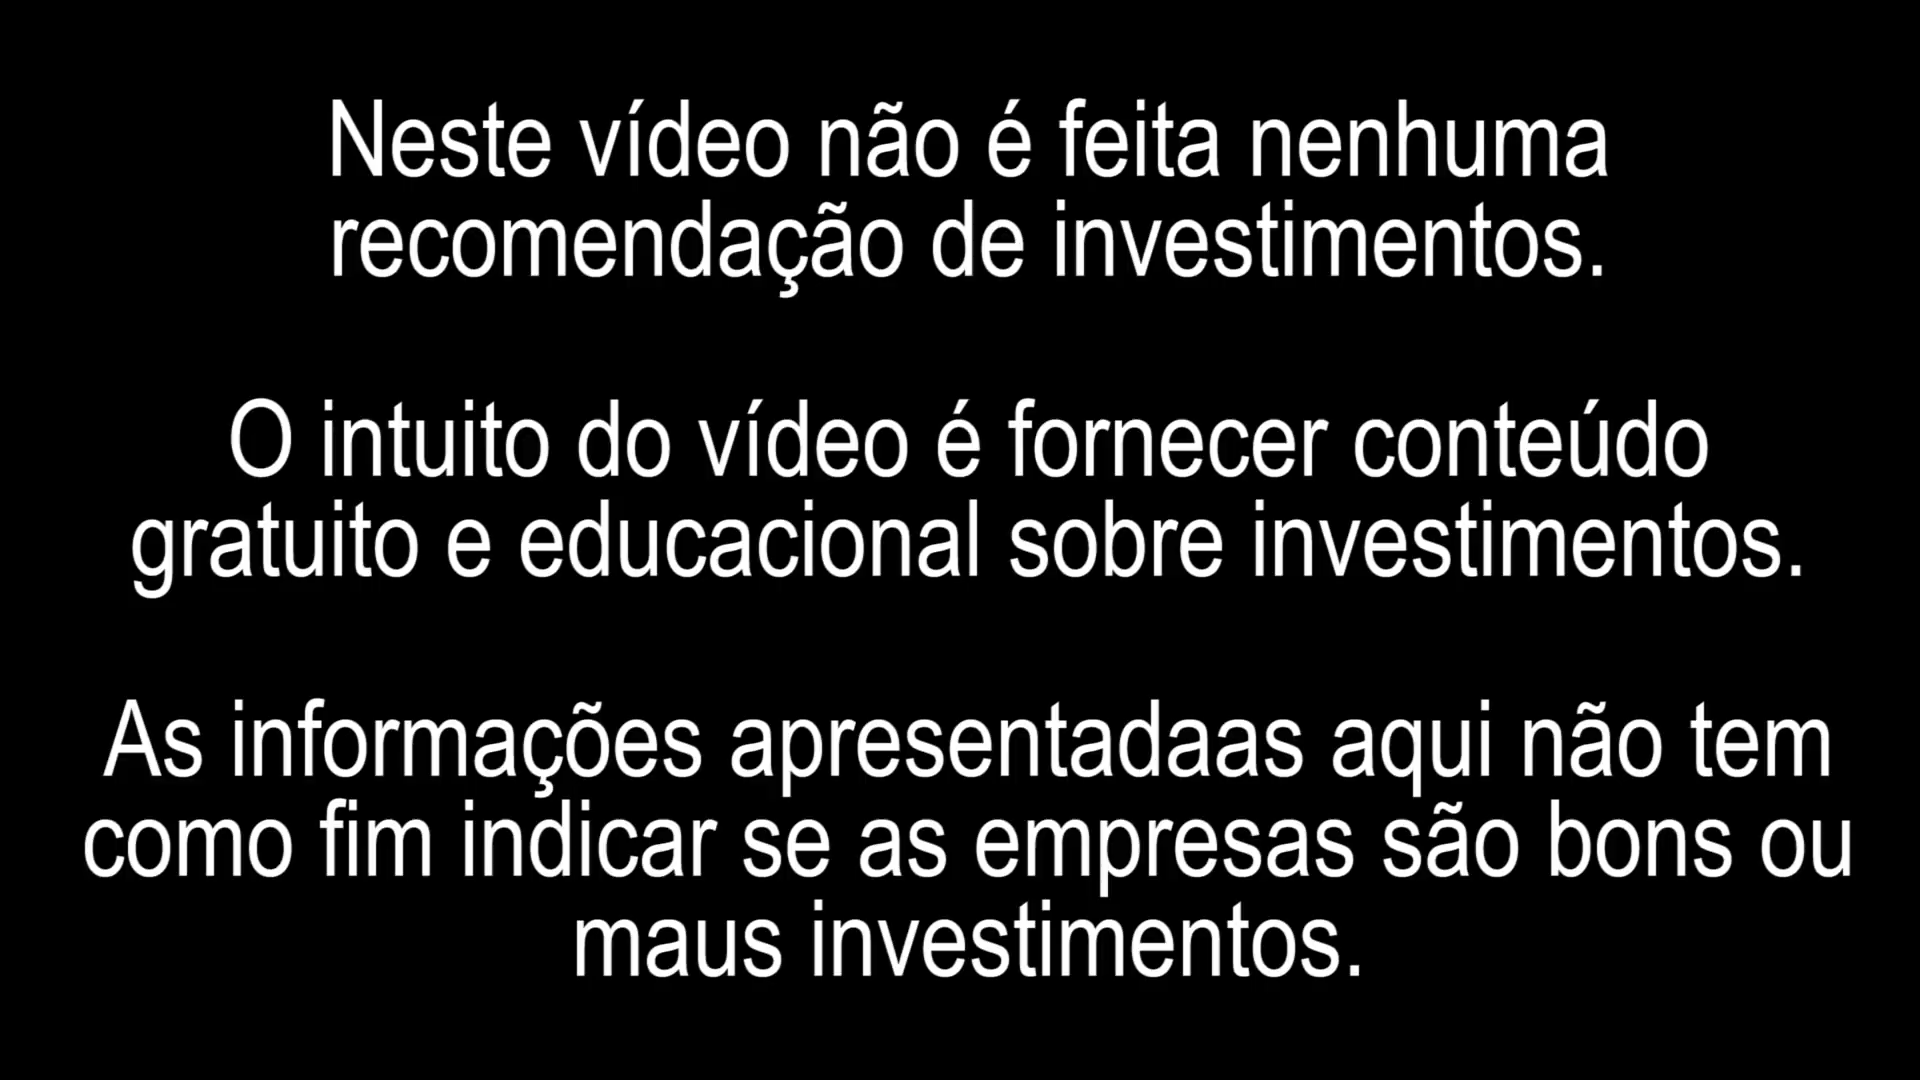 Neste vídeo não é feita nenhuma
recomendação de investimentos.
O intuito do vídeo é fornecer conteúdo
gratuito e educacional sobre investimentos.
As informações apresentadaas aqui não tem
como fim indicar se as empresas são bons ou
maus investimentos.